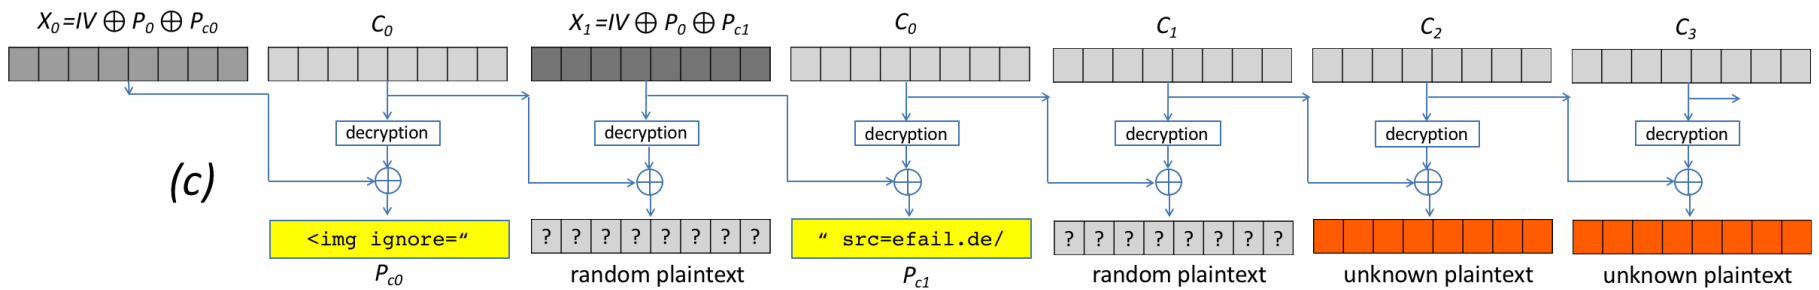 X0 =IV ⊕ P0 ⊕ Pc0
C0
X1 =IV ⊕ P0 ⊕ Pc1
C0
C1
C2
C3
decryption
decryption
decryption
decryption
decryption
decryption
(c)
<img ignore=“
? ? ? ? ? ? ? ?
“ src=efail.de/
? ? ? ? ? ? ? ?
Pc0
random plaintext
Pc1
random plaintext
unknown plaintext
unknown plaintext